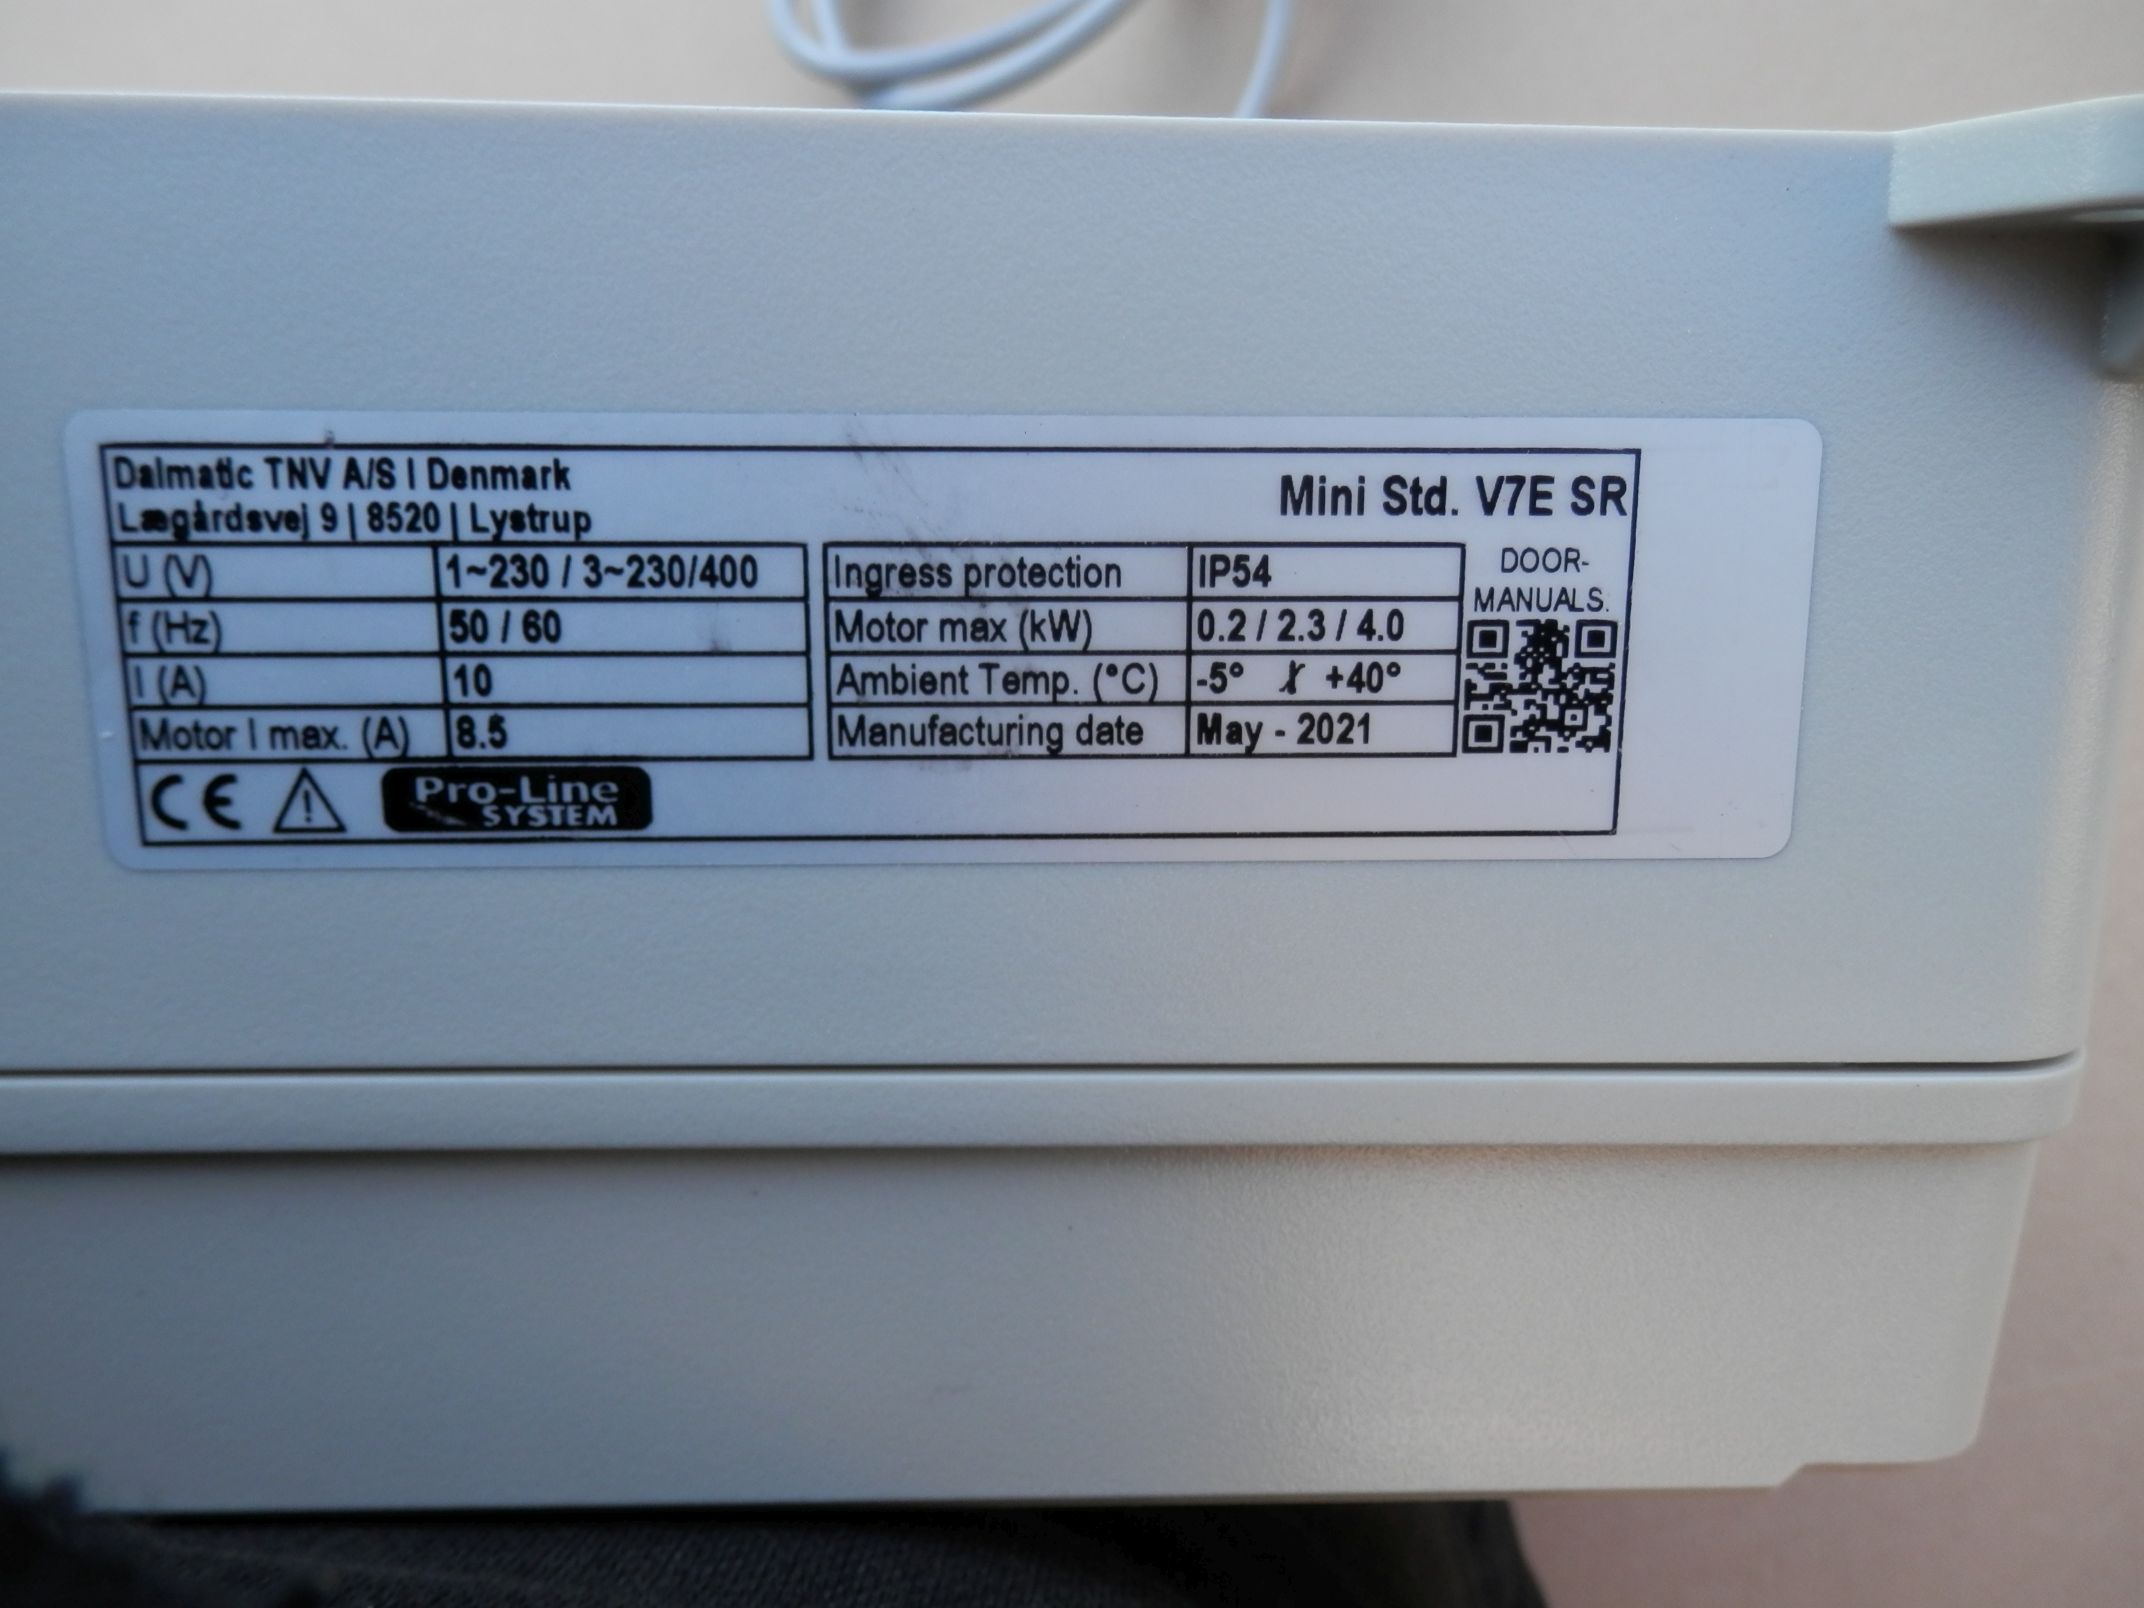 Dalmatic TNV A/S | Denmark
Lægårdsvej 9 | 8520 | Lystrup
Mini Std. V7E SR
U (V) 1~230 / 3~230/400
f (Hz) 50 / 60
I (A) 10
Motor I max. (A) 8.5
Ingress protection IP54
Motor max (kW) 0.2 / 2.3 / 4.0
Ambient Temp. (°C) -5° +40°
Manufacturing date May - 2021
DOOR-
MANUALS.
CE
Pro-Line
SYSTEM